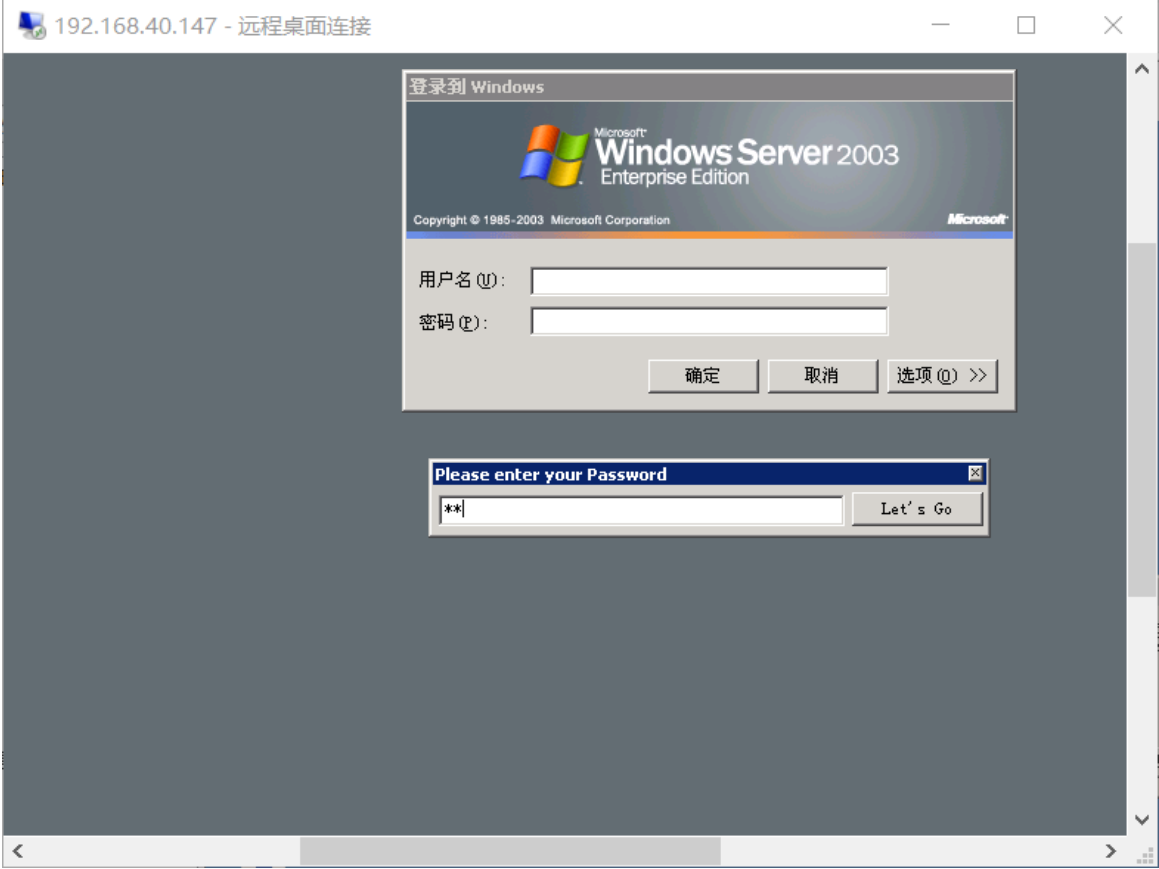 192.168.40.147 - 远程桌面连接
登录到 Windows
Microsoft
Windows Server 2003
Enterprise Edition
Copyright © 1985-2003 Microsoft Corporation
Microsoft
用户名(U):
密码(P):
确定
取消
选项(O) >>
Please enter your Password
**
Let's Go